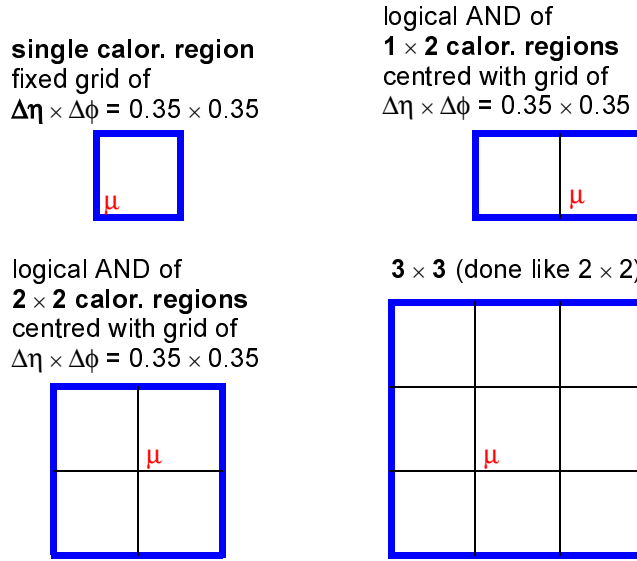 single calor. region
fixed grid of
Δη × Δϕ = 0.35 × 0.35
μ
logical AND of
1 × 2 calor. regions
centred with grid of
Δη × Δϕ = 0.35 × 0.35
μ
logical AND of
2 × 2 calor. regions
centred with grid of
Δη × Δϕ = 0.35 × 0.35
μ
3 × 3 (done like 2 × 2)
μ